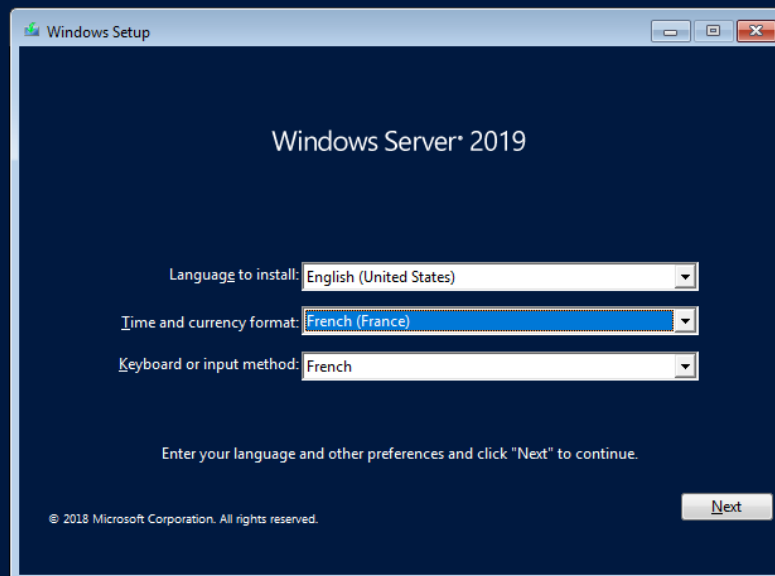 Windows Setup
Windows Server® 2019
Language to install: English (United States)
Time and currency format: French (France)
Keyboard or input method: French
Enter your language and other preferences and click "Next" to continue.
Next
© 2018 Microsoft Corporation. All rights reserved.